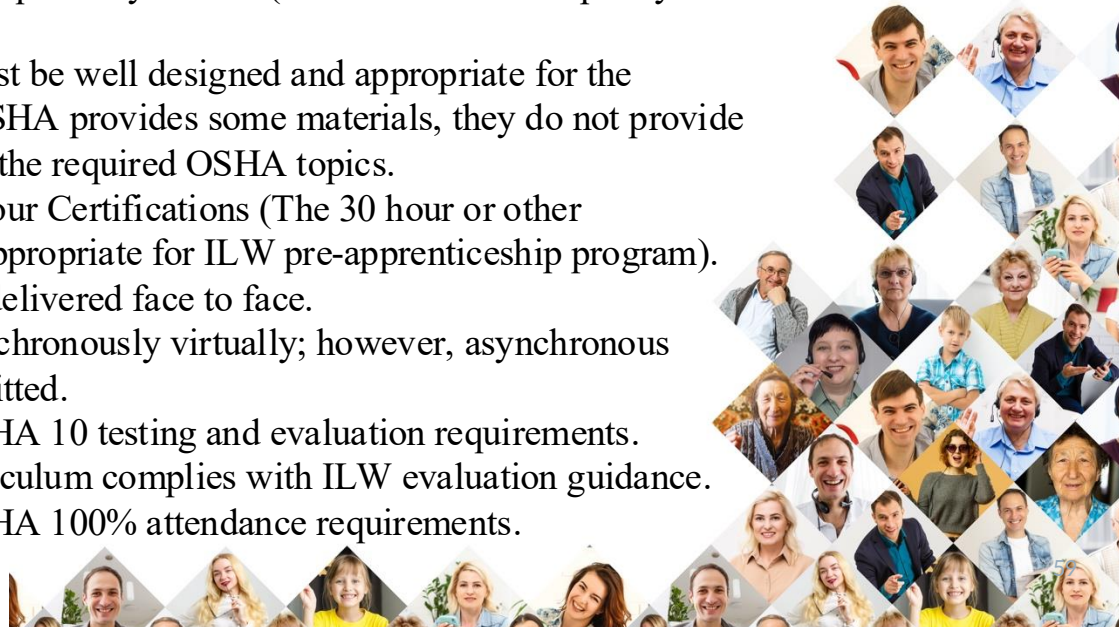 st be well designed and appropriate for the
SHA provides some materials, they do not provide
the required OSHA topics.
our Certifications (The 30 hour or other
ppropriate for ILW pre-apprenticeship program).
elivered face to face.
chronously virtually; however, asynchronous
itted.
HA 10 testing and evaluation requirements.
culum complies with ILW evaluation guidance.
HA 100% attendance requirements.
59